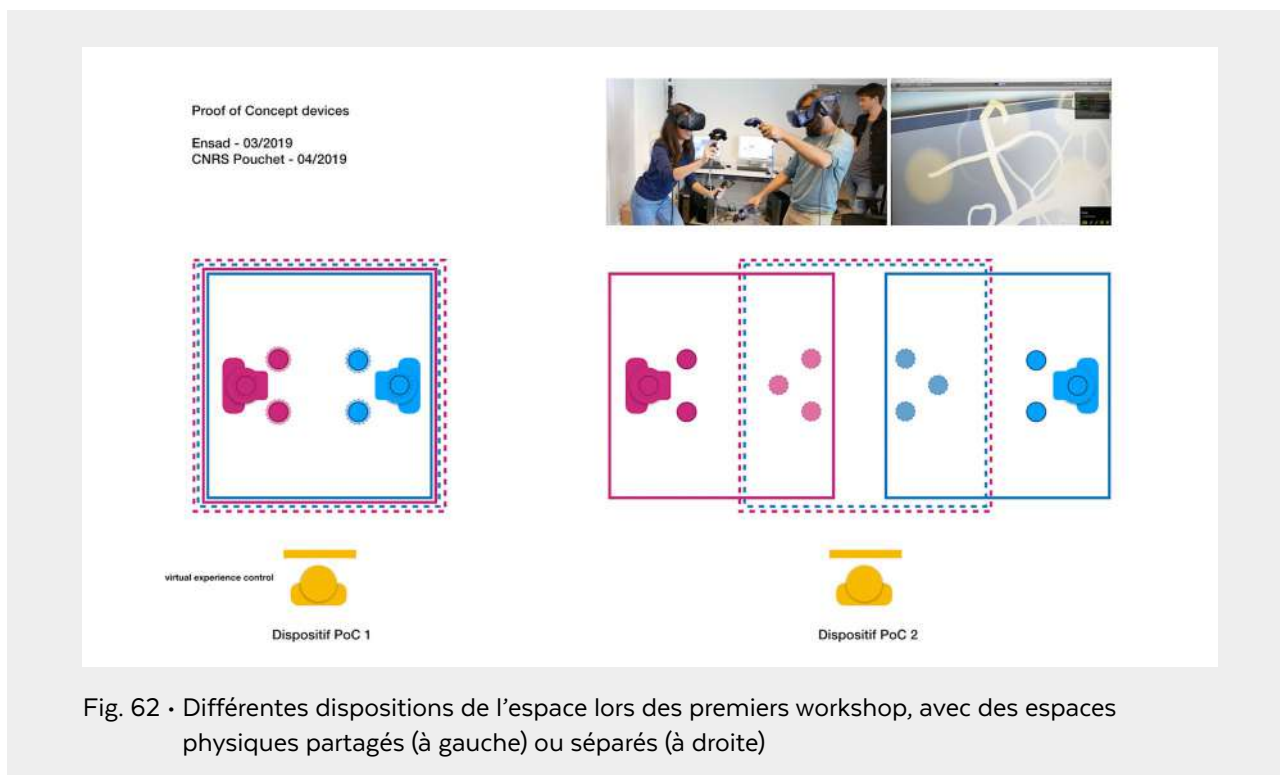 Proof of Concept devices
Ensad - 03/2019
CNRS Pouchet - 04/2019
virtual experience control
Dispositif PoC 1
Dispositif PoC 2
Fig. 62 • Différentes dispositions de l’espace lors des premiers workshop, avec des espaces
physiques partagés (à gauche) ou séparés (à droite)